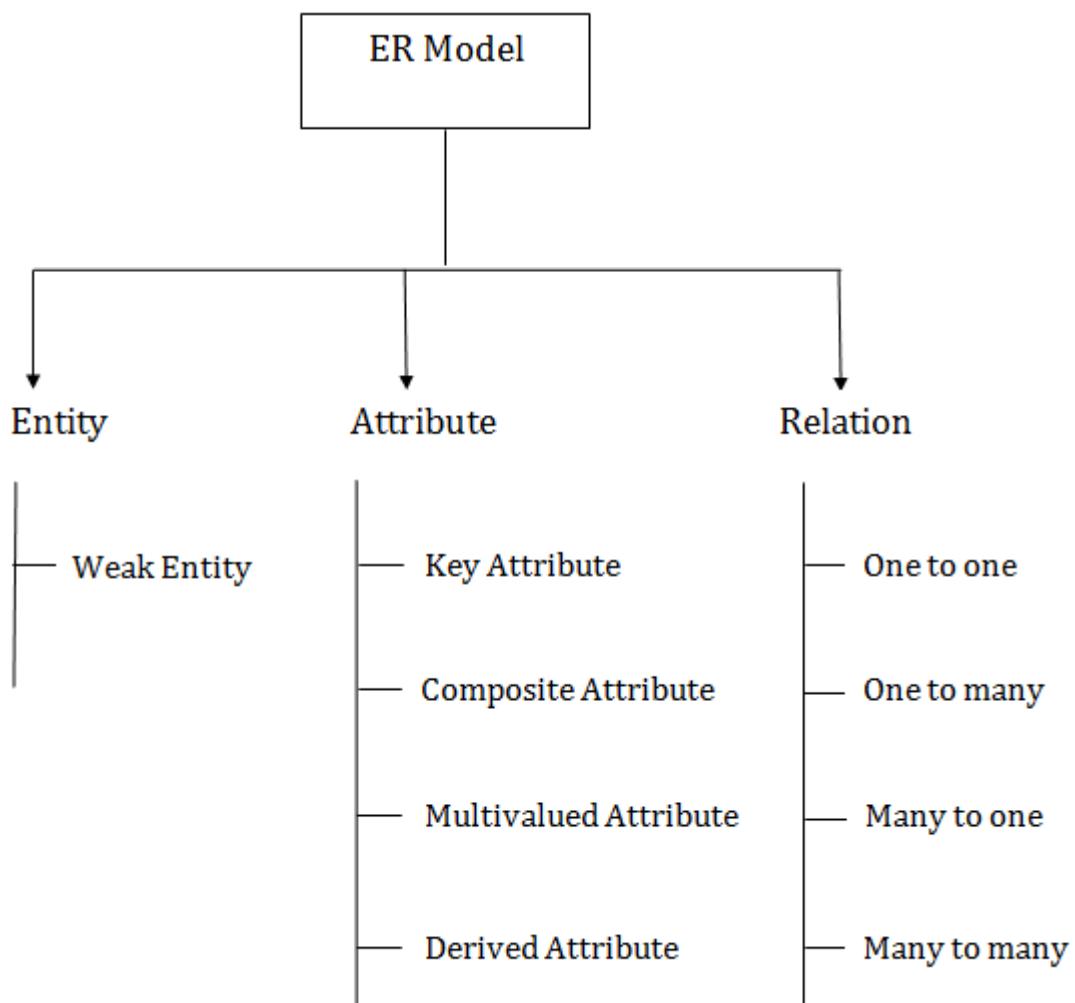 ER Model
Entity
Attribute
Relation
Weak Entity
Key Attribute
One to one
Composite Attribute
One to many
Multivalued Attribute
Many to one
Derived Attribute
Many to many